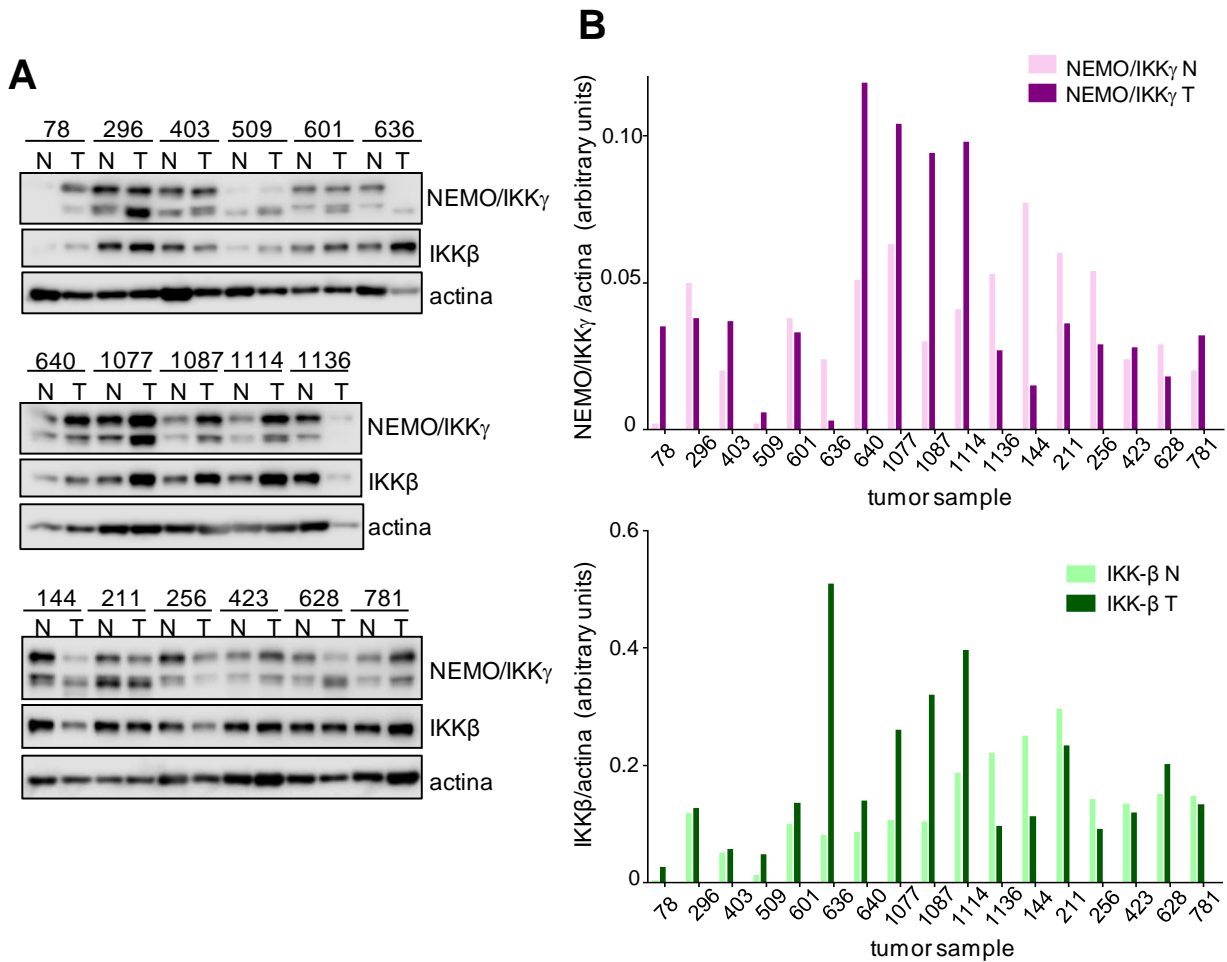 A
78 296 403 509 601 636
N T N T N T N T N T N T
NEMO/IKKγ
IKKβ
actina
640 1077 1087 1114 1136
N T N T N T N T N T
NEMO/IKKγ
IKKβ
actina
144 211 256 423 628 781
N T N T N T N T N T N T
NEMO/IKKγ
IKKβ
actina
B
NEMO/IKKγ N
NEMO/IKKγ T
NEMO/IKKγ /actina (arbitrary units)
0.10
0.05
0
78 296 403 509 601 636 640 1077 1087 1114 1136 144 211 256 423 628 781
tumor sample
IKK-β N
IKK-β T
IKKβ/actina (arbitrary units)
0.6
0.4
0.2
0
78 296 403 509 601 636 640 1077 1087 1114 1136 144 211 256 423 628 781
tumor sample